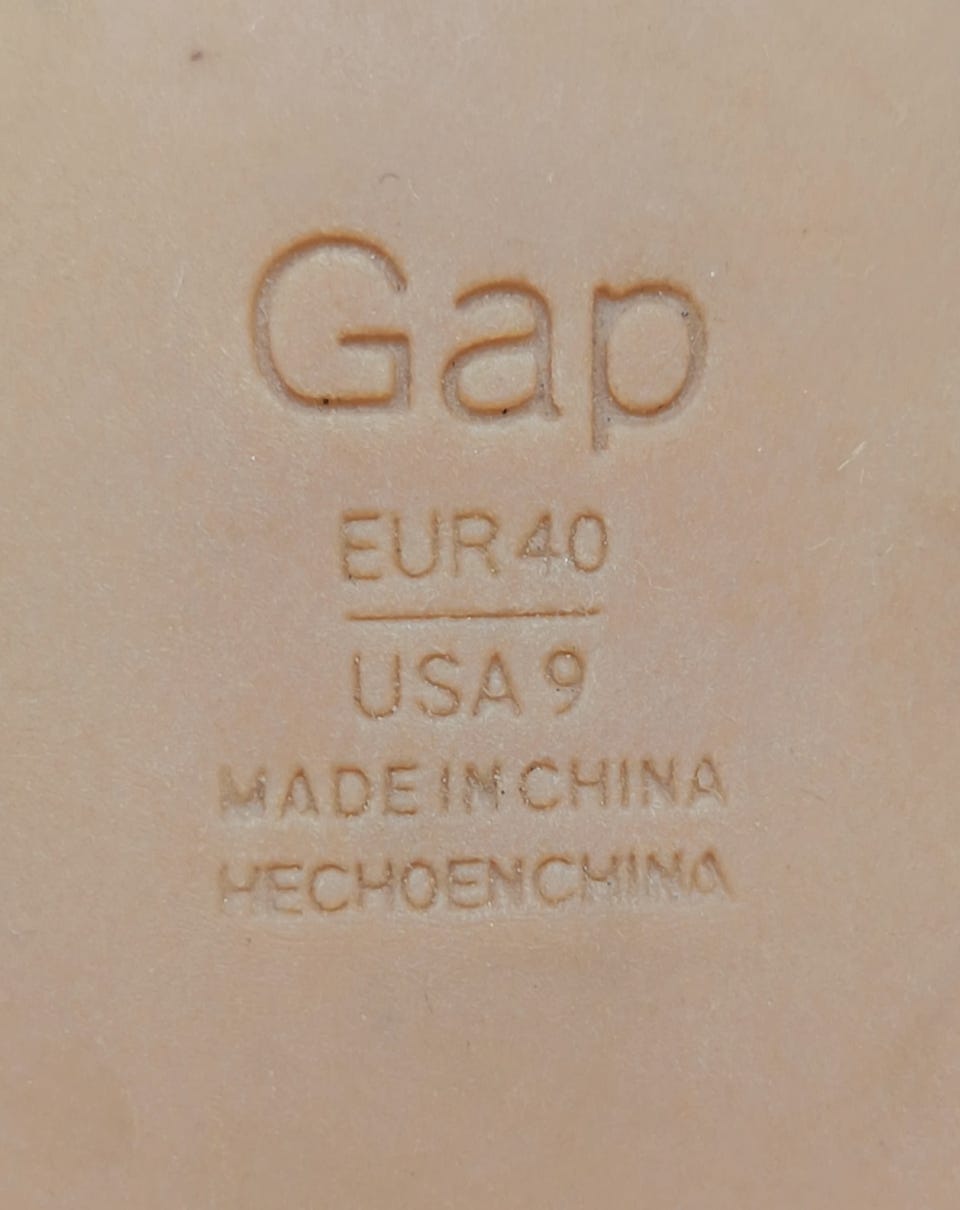 Gap
EUR 40
USA 9
MADE IN CHINA
HECHO EN CHINA